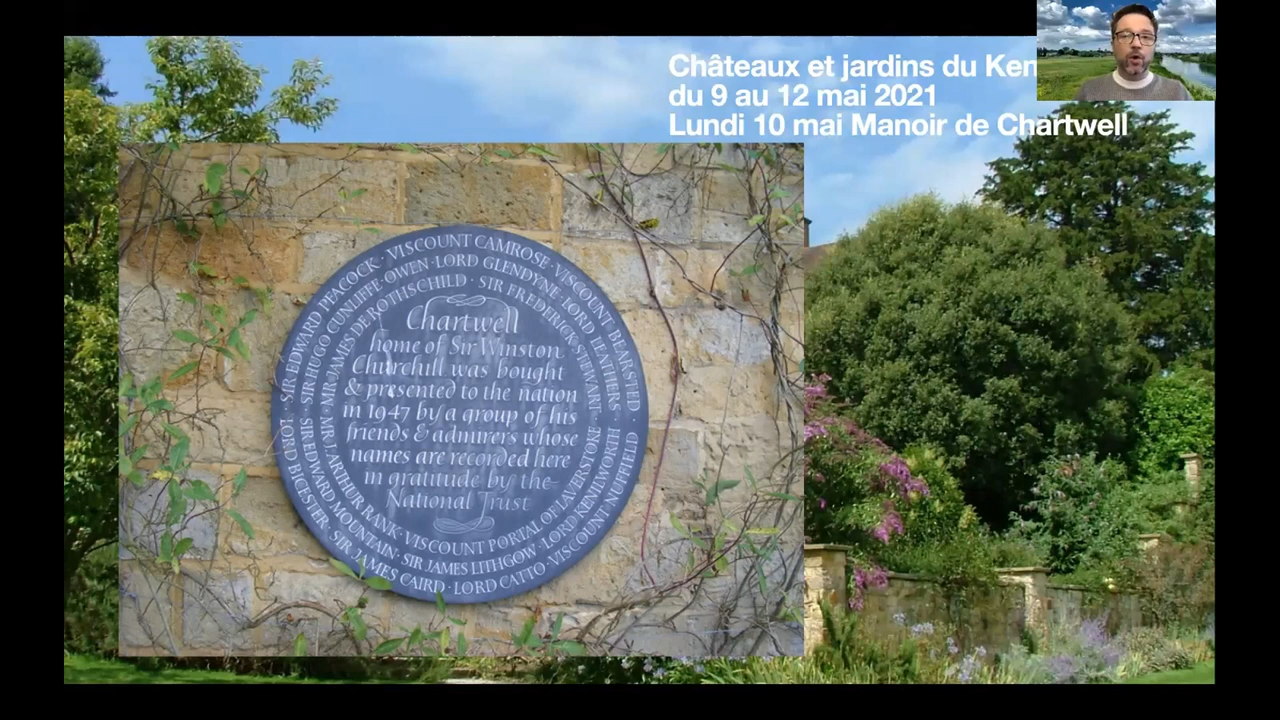 Châteaux et jardins du Ken
du 9 au 12 mai 2021
Lundi 10 mai Manoir de Chartwell
SIR EDWARD PEACOCK · VISCOUNT CAMROSE · VISCOUNT BEARSTED
SIR HUGO CUNLIFFE-OWEN · LORD GLENDYNE · LORD LEATHERS
MR JAMES DE ROTHSCHILD · SIR FREDERICK STEWART
Chartwell
home of Sir Winston
Churchill was bought
& presented to the nation
in 1947 by a group of his
friends & admirers whose
names are recorded here
in gratitude by the
National Trust
MR J ARTHUR RANK · VISCOUNT PORTAL OF LAVERSTOKE
SIR EDWARD MOUNTAIN · SIR JAMES LITHGOW · LORD KENILWORTH
LORD BICESTER · SIR JAMES CAIRD · LORD CATTO · VISCOUNT NUFFIELD